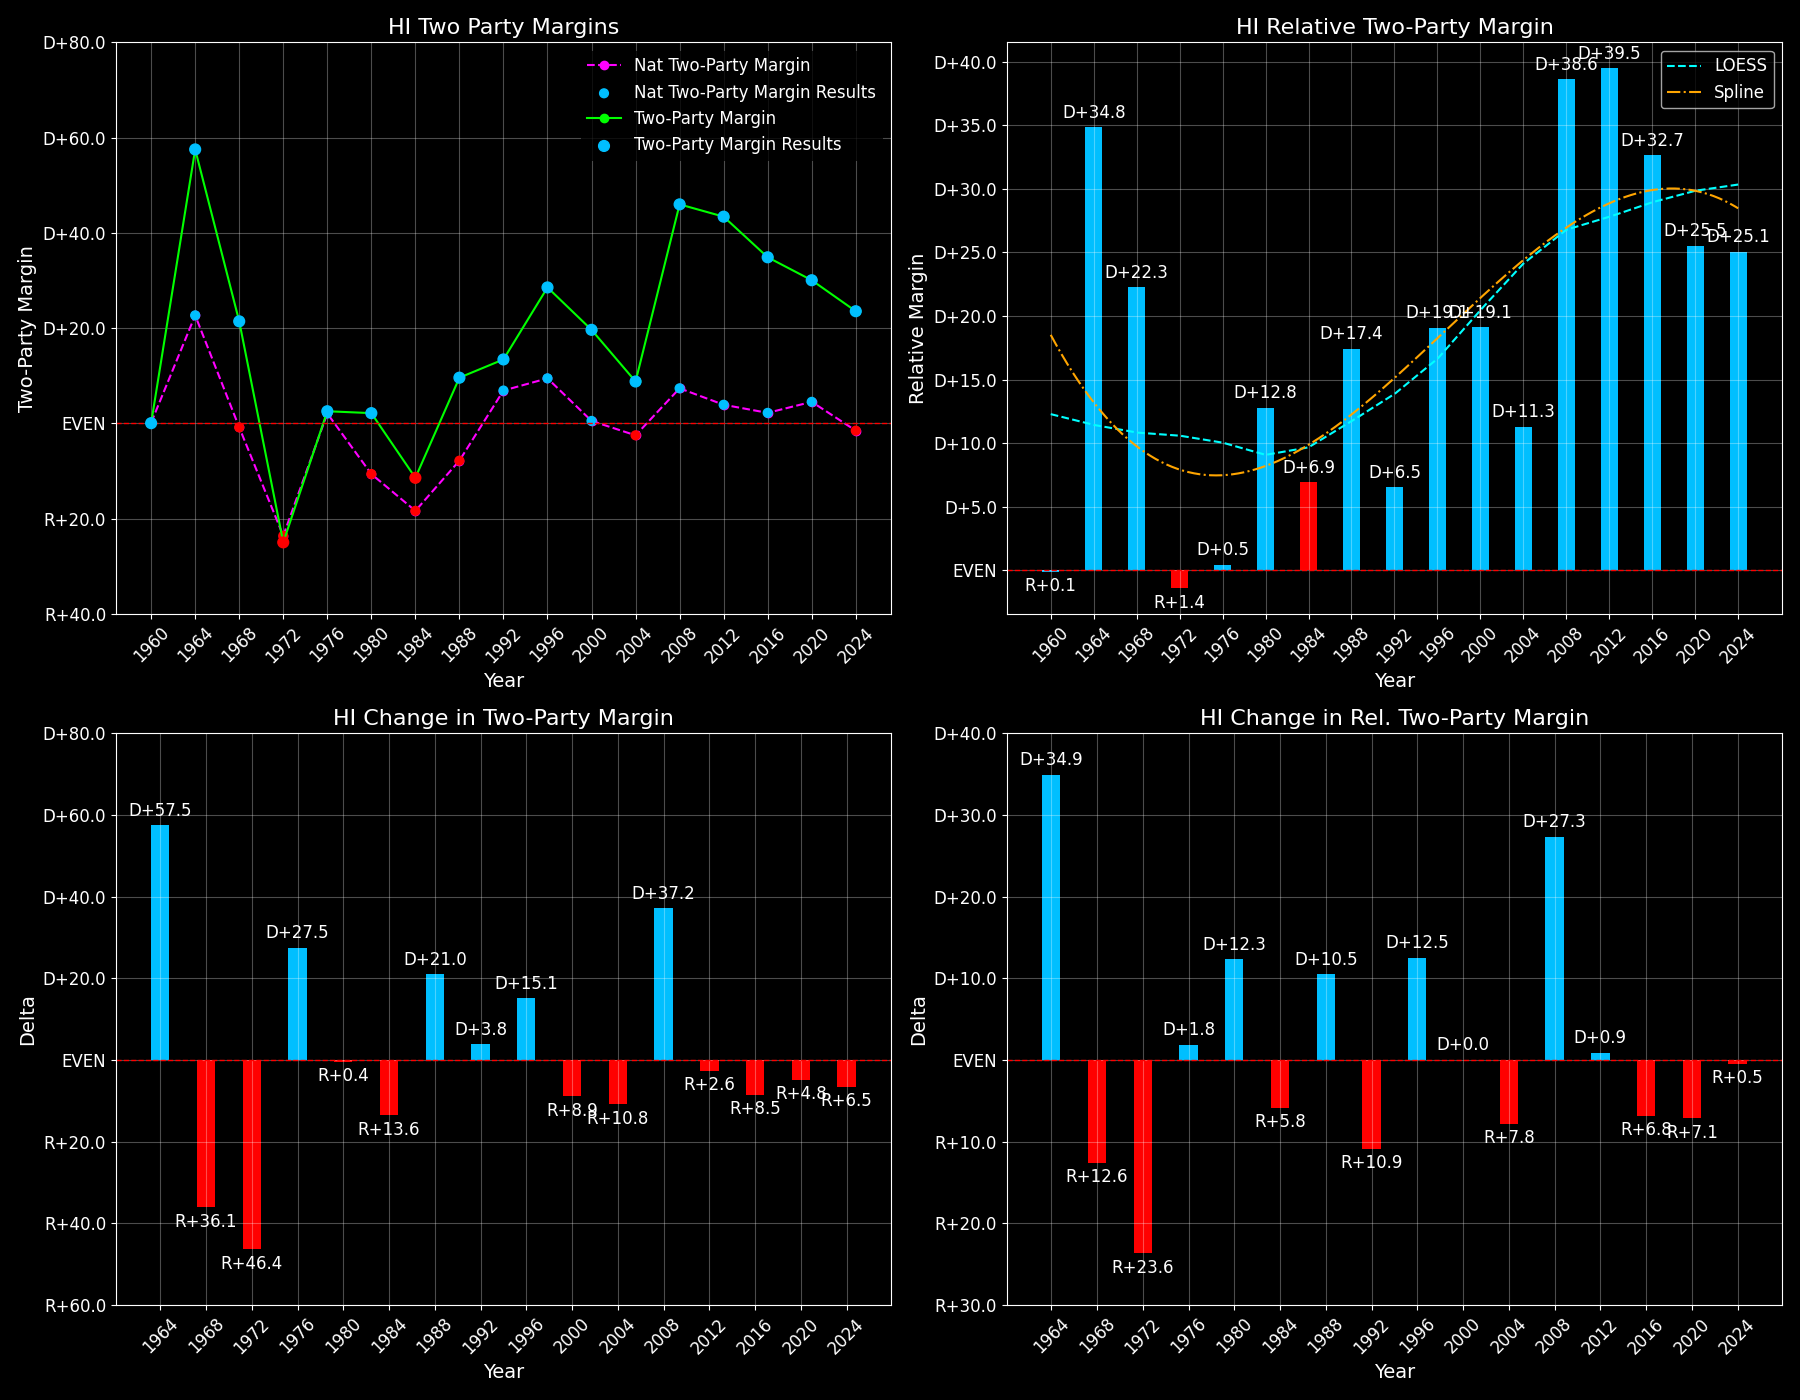 HI Two Party Margins
D+80.0
D+60.0
D+40.0
D+20.0
EVEN
R+20.0
R+40.0
Two-Party Margin
Nat Two-Party Margin
Nat Two-Party Margin Results
Two-Party Margin
Two-Party Margin Results
1960
1964
1968
1972
1976
1980
1984
1988
1992
1996
2000
2004
2008
2012
2016
2020
2024
Year
HI Relative Two-Party Margin
D+40.0
D+35.0
D+30.0
D+25.0
D+20.0
D+15.0
D+10.0
D+5.0
EVEN
Relative Margin
LOESS
Spline
R+0.1
D+34.8
D+22.3
R+1.4
D+0.5
D+12.8
D+6.9
D+17.4
D+6.5
D+19.1
D+19.1
D+11.3
D+38.6
D+39.5
D+32.7
D+25.5
D+25.1
1960
1964
1968
1972
1976
1980
1984
1988
1992
1996
2000
2004
2008
2012
2016
2020
2024
Year
HI Change in Two-Party Margin
D+80.0
D+60.0
D+40.0
D+20.0
EVEN
R+20.0
R+40.0
R+60.0
Delta
D+57.5
R+36.1
R+46.4
D+27.5
R+0.4
R+13.6
D+21.0
D+3.8
D+15.1
R+8.9
R+10.8
D+37.2
R+2.6
R+8.5
R+4.8
R+6.5
1964
1968
1972
1976
1980
1984
1988
1992
1996
2000
2004
2008
2012
2016
2020
2024
Year
HI Change in Rel. Two-Party Margin
D+40.0
D+30.0
D+20.0
D+10.0
EVEN
R+10.0
R+20.0
R+30.0
Delta
D+34.9
R+12.6
R+23.6
D+1.8
D+12.3
R+5.8
D+10.5
R+10.9
D+12.5
D+0.0
R+7.8
D+27.3
D+0.9
R+6.8
R+7.1
R+0.5
1964
1968
1972
1976
1980
1984
1988
1992
1996
2000
2004
2008
2012
2016
2020
2024
Year